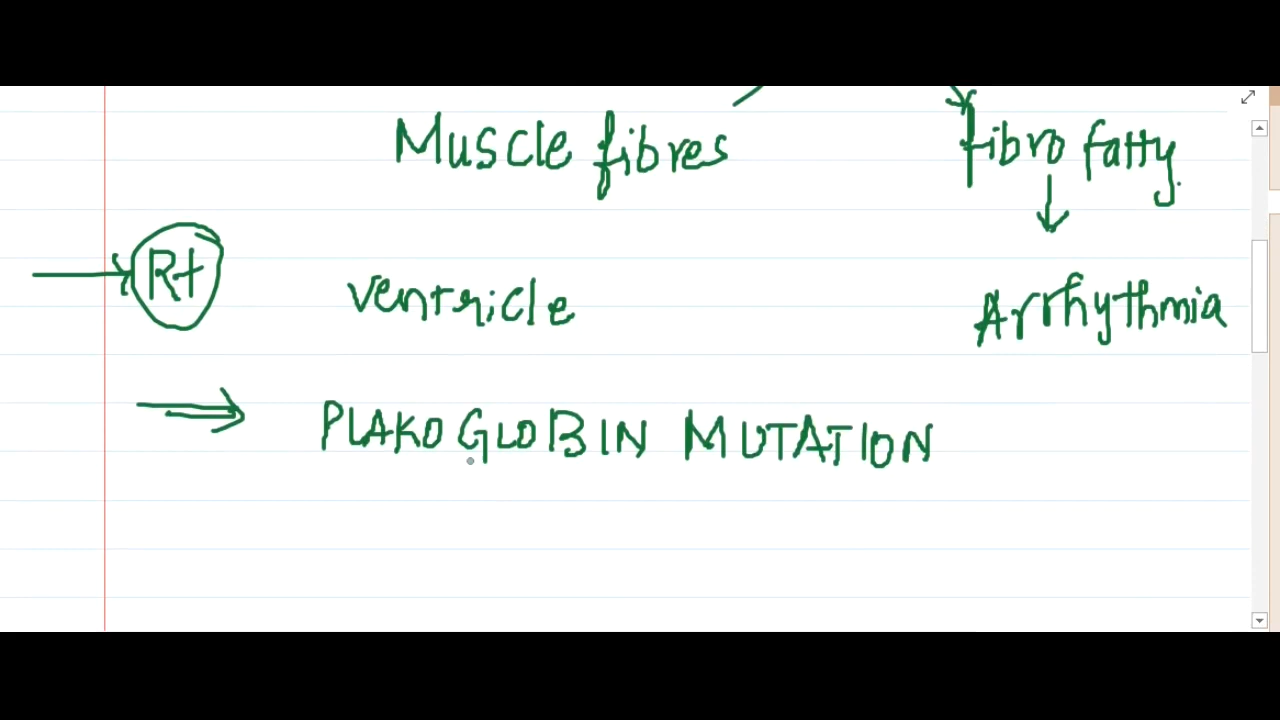 Muscle fibres fibro fatty
Rt ventricle Arrhythmia
PLAKOGLOBIN MUTATION